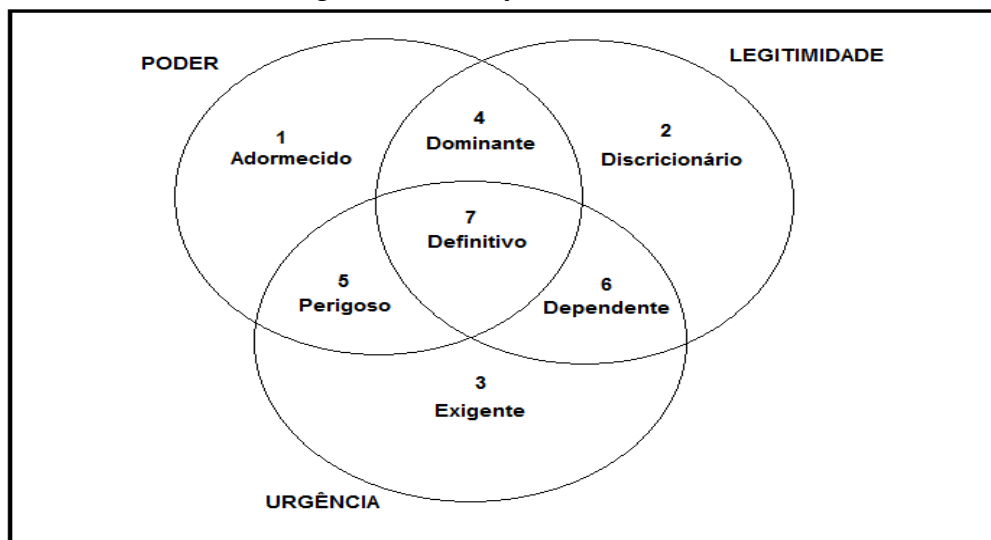 PODER
LEGITIMIDADE
1
Adormecido
4
Dominante
2
Discricionário
7
Definitivo
5
Perigoso
6
Dependente
3
Exigente
URGÊNCIA